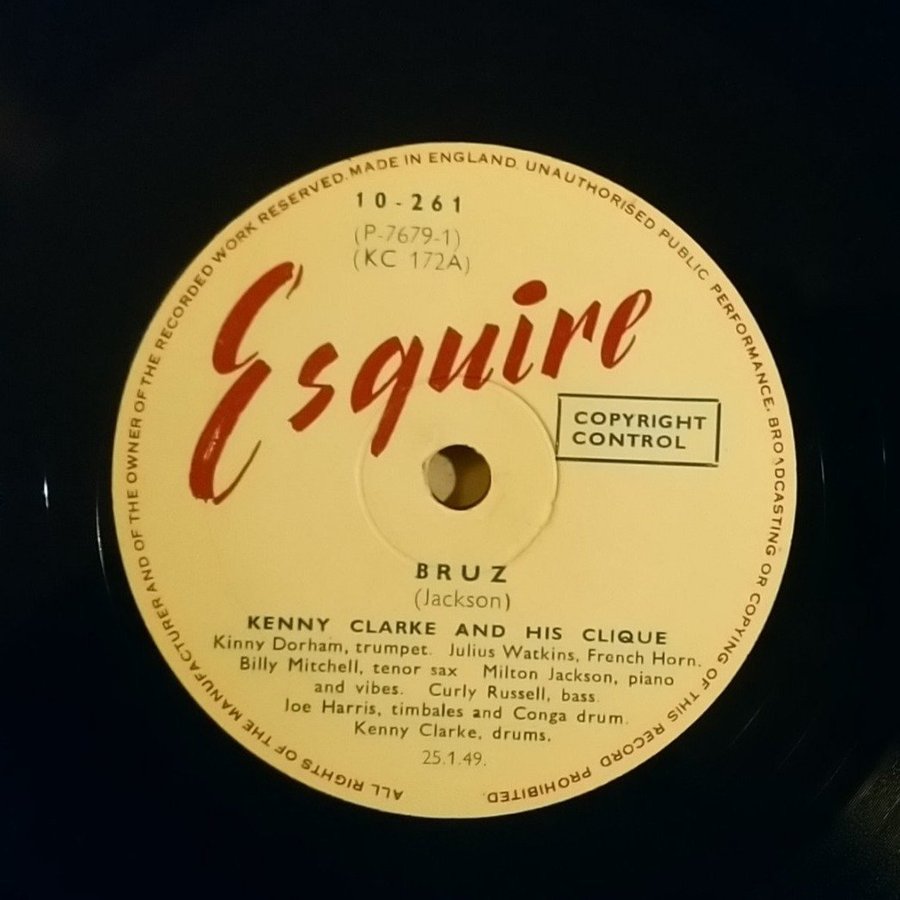 ALL RIGHTS OF THE MANUFACTURER AND OF THE OWNER OF THE RECORDED WORK RESERVED. MADE IN ENGLAND. UNAUTHORISED PUBLIC PERFORMANCE, BROADCASTING OR COPYING OF THIS RECORD PROHIBITED.
10-261
(P-7679-1)
(KC 172A)
Esquire
COPYRIGHT
CONTROL
BRUZ
(Jackson)
KENNY CLARKE AND HIS CLIQUE
Kinny Dorham, trumpet. Julius Watkins, French Horn.
Billy Mitchell, tenor sax Milton Jackson, piano
and vibes. Curly Russell, bass.
Joe Harris, timbales and Conga drum.
Kenny Clarke, drums.
25.1.49.